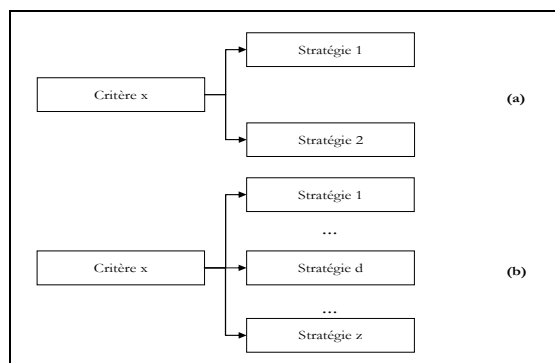 Stratégie 1
Critère x
(a)
Stratégie 2
Stratégie 1
...
Critère x
Stratégie d
(b)
...
Stratégie z